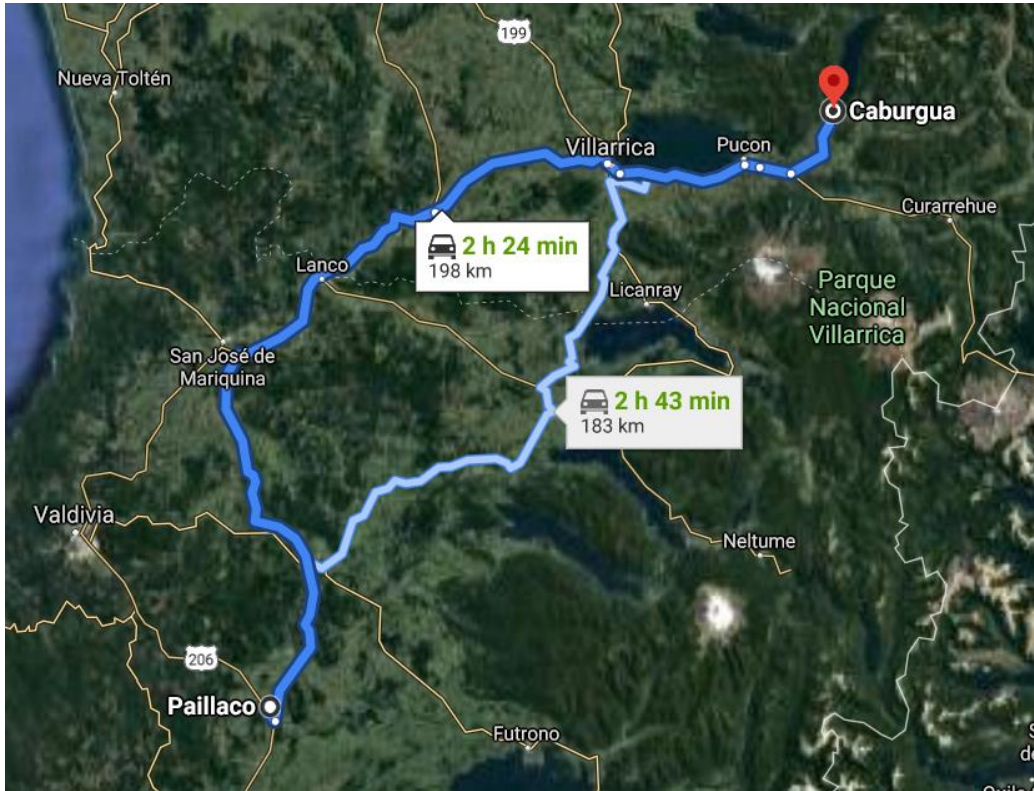 199
Nueva Toltén
Caburgua
Villarrica
Pucon
Curarrehue
2 h 24 min
198 km
Lanco
Licanray
Parque
Nacional
Villarrica
San José de
Mariquina
2 h 43 min
183 km
Valdivia
Neltume
206
Paillaco
Futrono